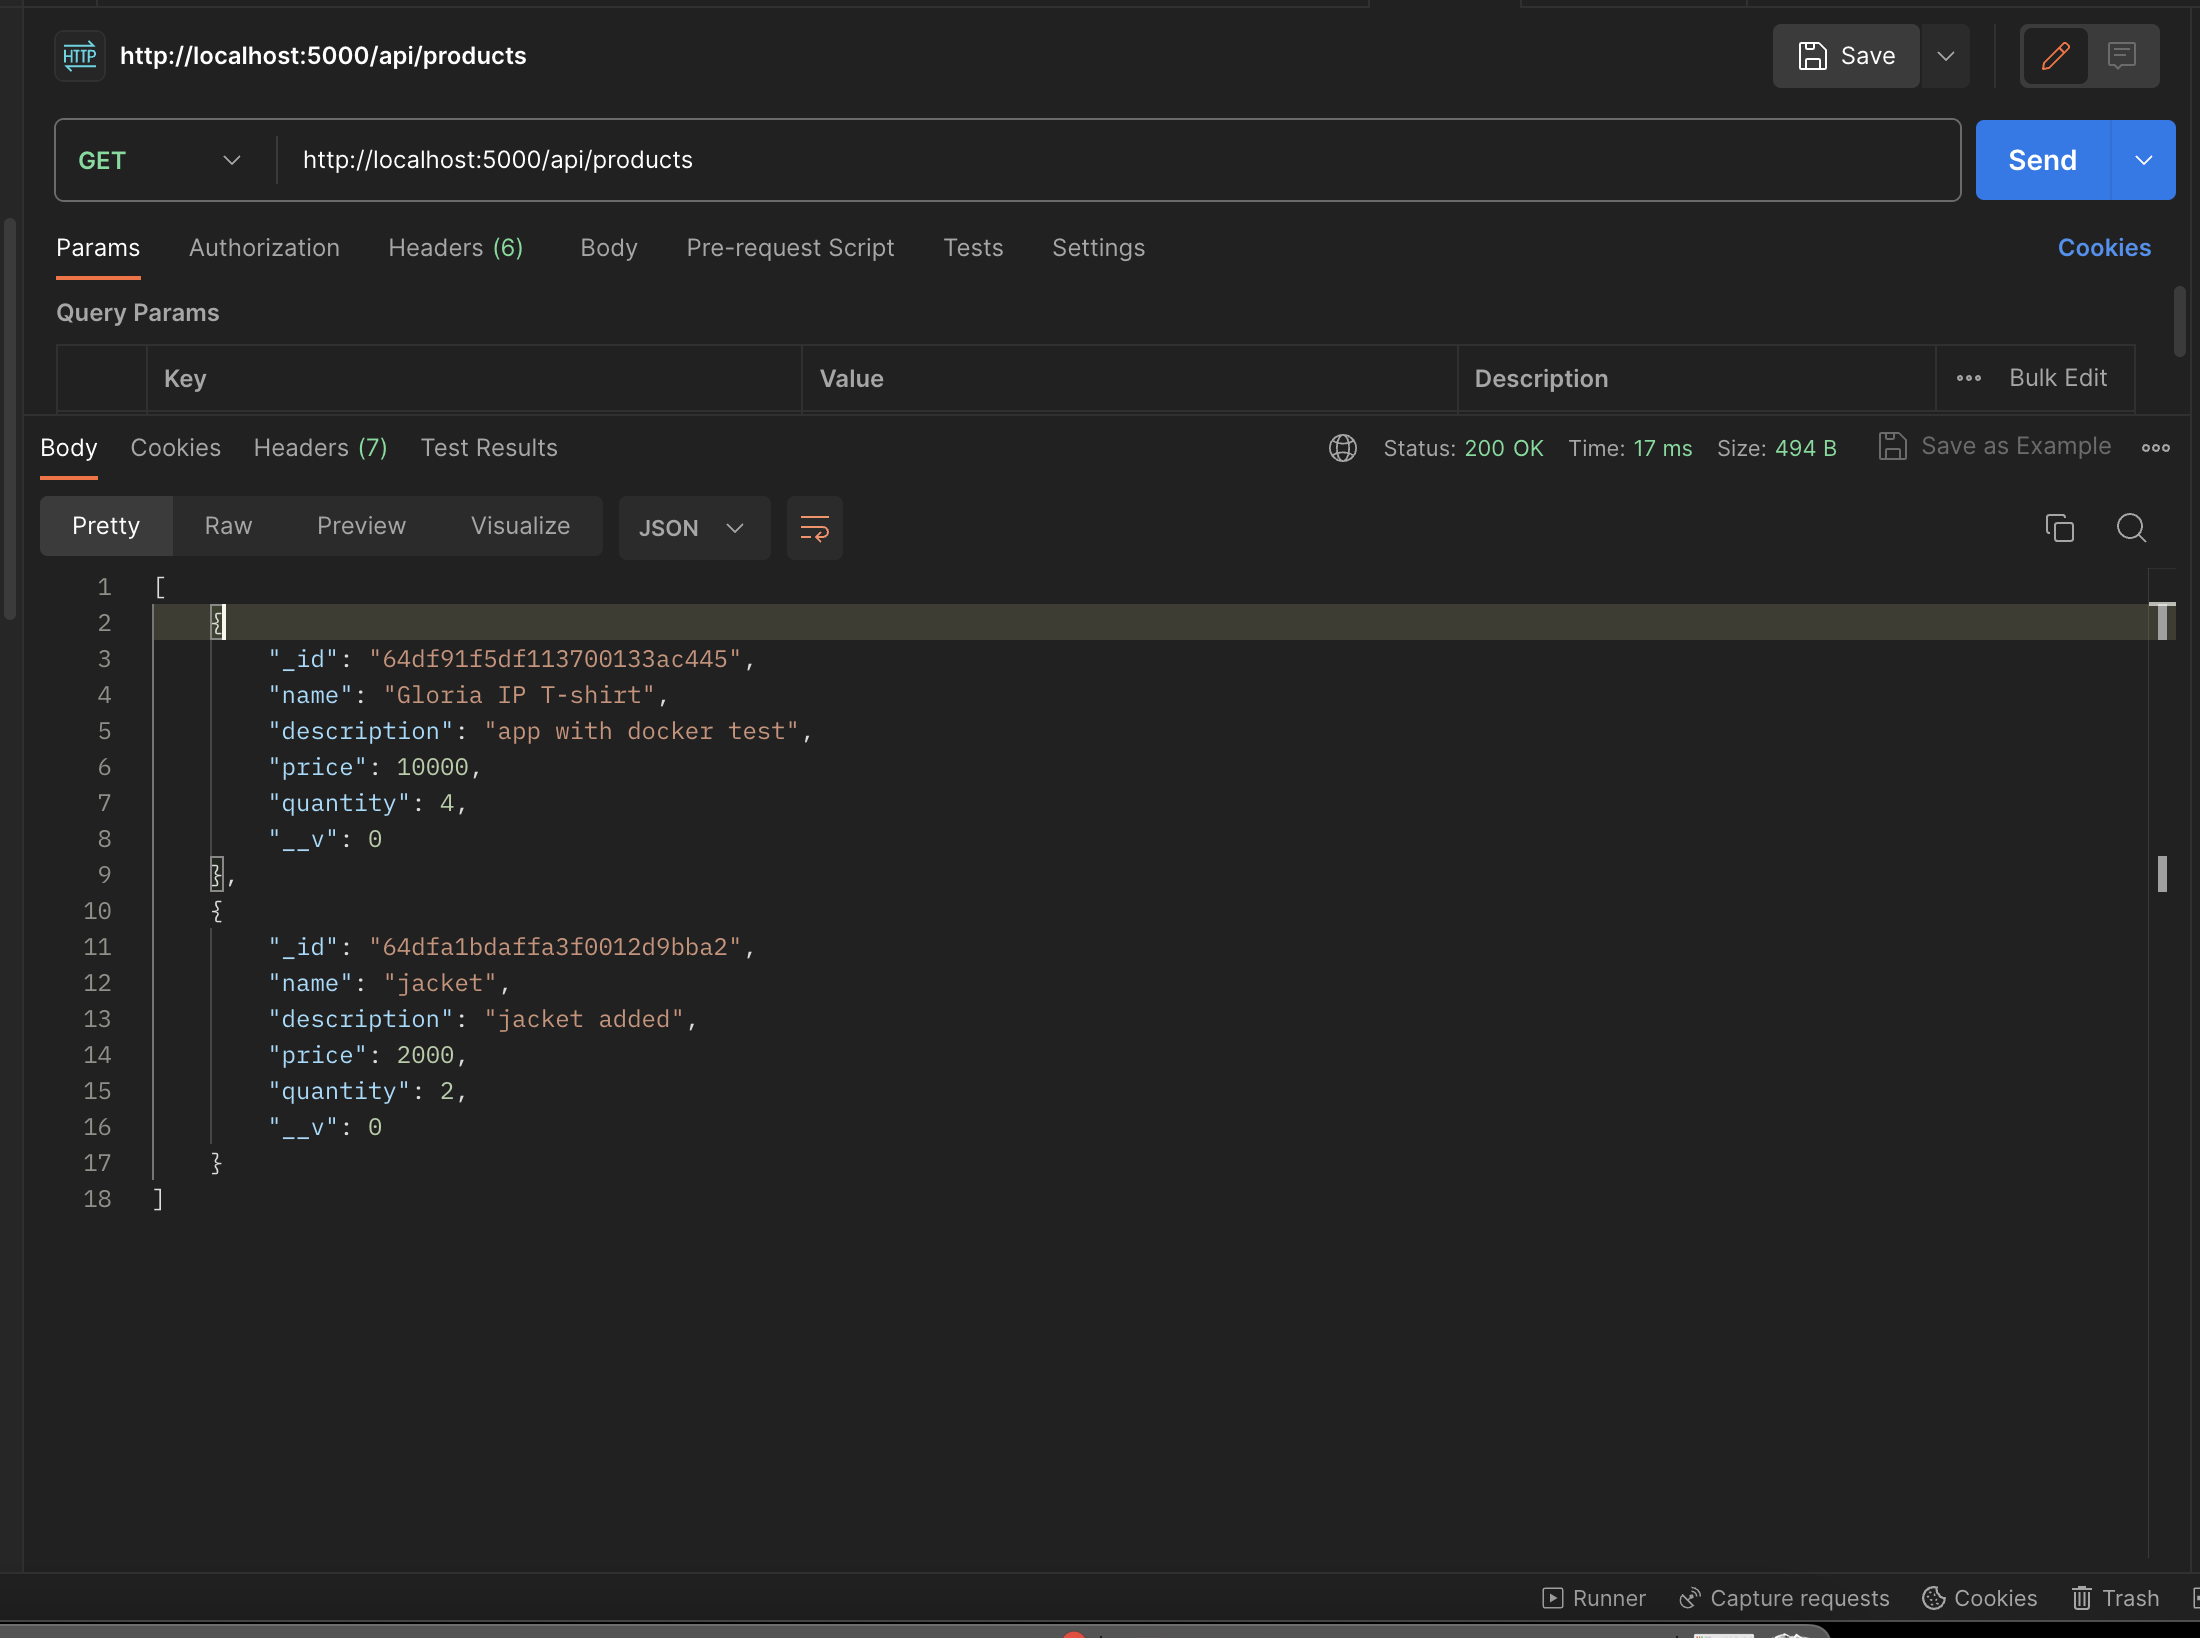 HTTP http://localhost:5000/api/products Save
GET http://localhost:5000/api/products Send
Params Authorization Headers (6) Body Pre-request Script Tests Settings Cookies
Query Params
Key Value Description Bulk Edit
Body Cookies Headers (7) Test Results Status: 200 OK Time: 17 ms Size: 494 B Save as Example
Pretty Raw Preview Visualize JSON
1 [
2 {
3 "_id": "64df91f5df113700133ac445",
4 "name": "Gloria IP T-shirt",
5 "description": "app with docker test",
6 "price": 10000,
7 "quantity": 4,
8 "__v": 0
9 },
10 {
11 "_id": "64dfa1bdaffa3f0012d9bba2",
12 "name": "jacket",
13 "description": "jacket added",
14 "price": 2000,
15 "quantity": 2,
16 "__v": 0
17 }
18 ]
Runner Capture requests Cookies Trash